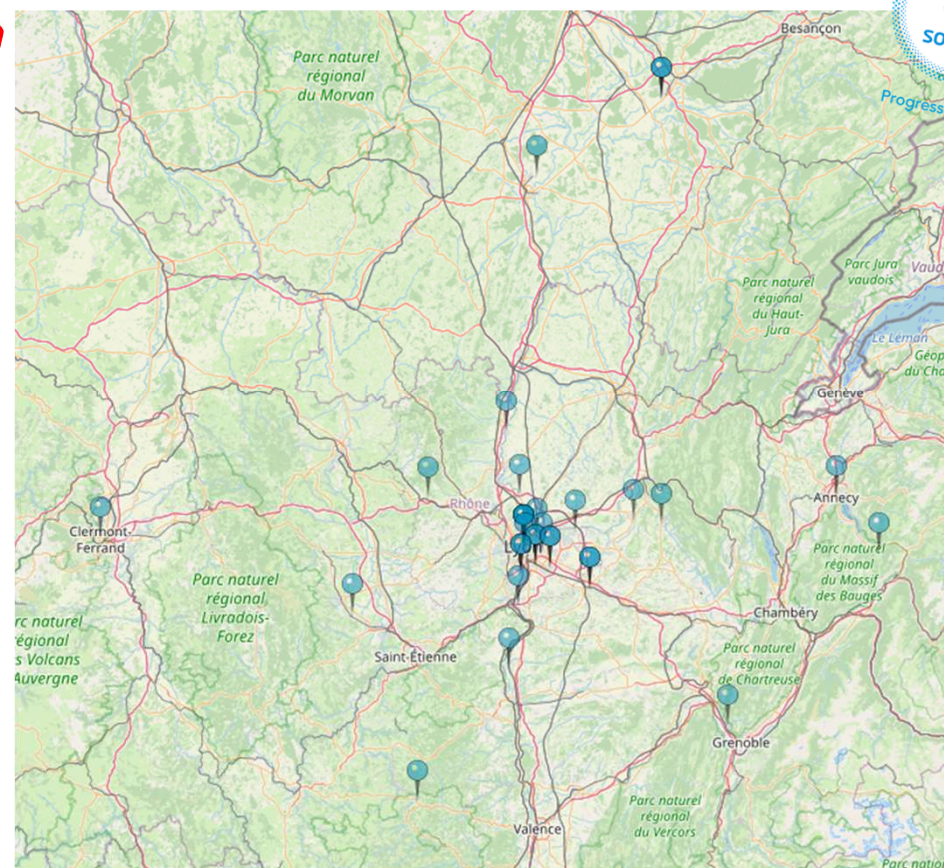 Besançon
SO
Progress
Parc naturel
régional
du Morvan
Parc Jura
vaudois
Vaud
Parc naturel
régional
du Haut-
Jura
Le Léman
Géop
du Cha
Genève
Rhône
Annecy
Clermont-
Ferrand
Ly
Parc naturel
régional
du Massif
des Bauges
Parc naturel
régional
Livradois-
Forez
Chambéry
rc naturel
égional
s Volcans
Auvergne
Saint-Étienne
Parc naturel
régional
de Chartreuse
Grenoble
Parc naturel
régional
du Vercors
Valence
Parc natio